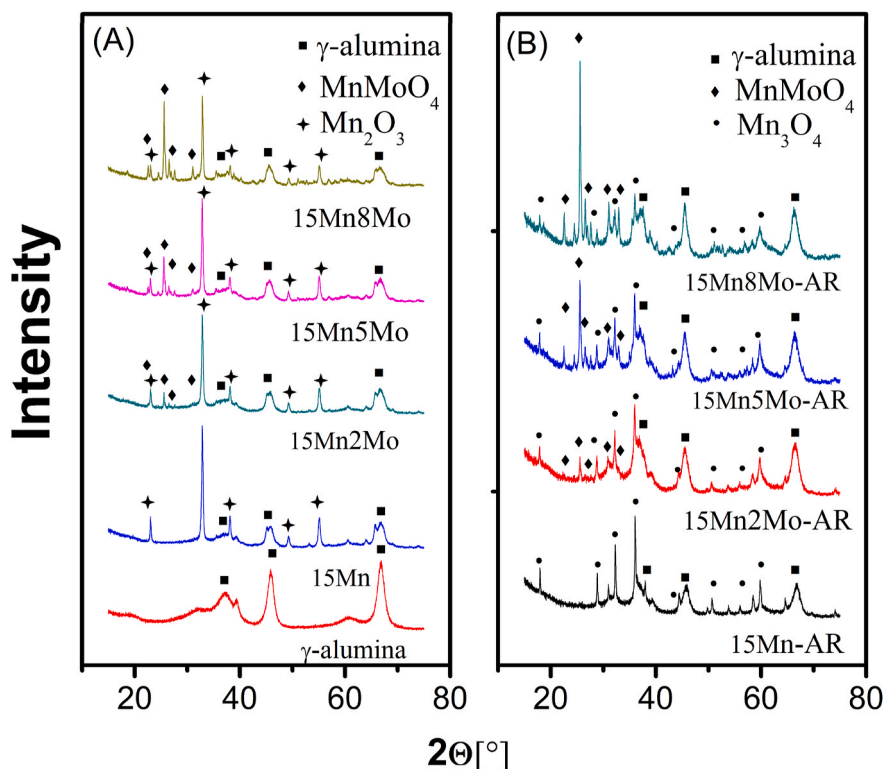 (A)
γ-alumina
MnMoO4
Mn2O3
15Mn8Mo
15Mn5Mo
15Mn2Mo
15Mn
γ-alumina
20 40 60 80
(B)
γ-alumina
MnMoO4
Mn3O4
15Mn8Mo-AR
15Mn5Mo-AR
15Mn2Mo-AR
15Mn-AR
20 40 60 80
Intensity
2Θ[°]